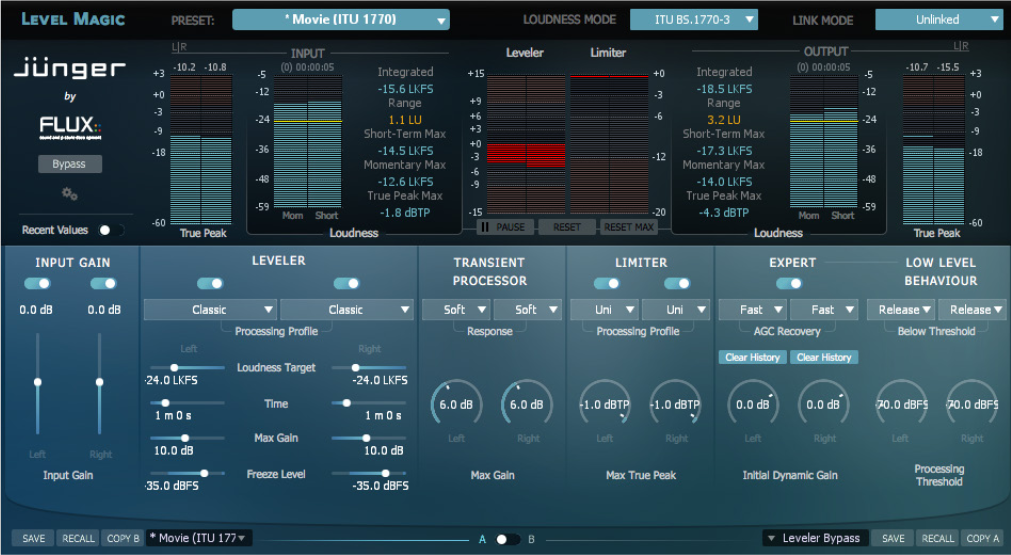 LEVEL MAGIC
PRESET: * Movie (ITU 1770) LOUDNESS MODE ITU BS.1770-3 LINK MODE Unlinked
jünger
by
FLUX::
Bypass
Recent Values
L|R
-10.2 -10.8
+3
+0
-3
-9
-18
-60
True Peak
INPUT
(0) 00:00:05
-5
-12
-24
-36
-48
-59
Mom Short
Integrated
-15.6 LKFS
Range
1.1 LU
Short-Term Max
-14.5 LKFS
Momentary Max
-12.6 LKFS
True Peak Max
-1.8 dBTP
Loudness
Leveler Limiter
+15
+9
+6
+3
+0
-3
-6
-9
-15
+0
-3
-6
-12
-20
PAUSE RESET RESET MAX
OUTPUT
Integrated
-18.5 LKFS
Range
3.2 LU
Short-Term Max
-17.3 LKFS
Momentary Max
-14.0 LKFS
True Peak Max
-4.3 dBTP
(0) 00:00:05
-5
-12
-24
-36
-48
-59
Mom Short
Loudness
L|R
-10.7 -15.5
+3
+0
-3
-9
-18
-60
True Peak
INPUT GAIN
0.0 dB 0.0 dB
Left Right
Input Gain
LEVELER
Classic Classic
Processing Profile
Left Right
Loudness Target
-24.0 LKFS -24.0 LKFS
Time
1 m 0 s 1 m 0 s
Max Gain
10.0 dB 10.0 dB
Freeze Level
-35.0 dBFS -35.0 dBFS
TRANSIENT
PROCESSOR
Soft Soft
Response
6.0 dB 6.0 dB
Left Right
Max Gain
LIMITER
Uni Uni
Processing Profile
-1.0 dBTP -1.0 dBTP
Left Right
Max True Peak
EXPERT
Fast Fast
AGC Recovery
Clear History Clear History
0.0 dB 0.0 dB
Left Right
Initial Dynamic Gain
LOW LEVEL
BEHAVIOUR
Release Release
Below Threshold
-70.0 dBFS -70.0 dBFS
Left Right
Processing
Threshold
SAVE RECALL COPY B * Movie (ITU 177 A B Leveler Bypass SAVE RECALL COPY A